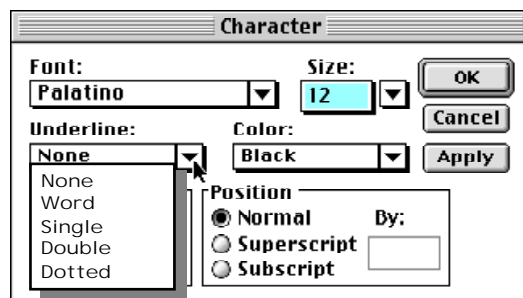 Character
Font: Size:
Palatino 12 OK
Underline: Color: Cancel
None Black Apply
None
Word
Single
Double
Dotted
Position
Normal By:
Superscript
Subscript